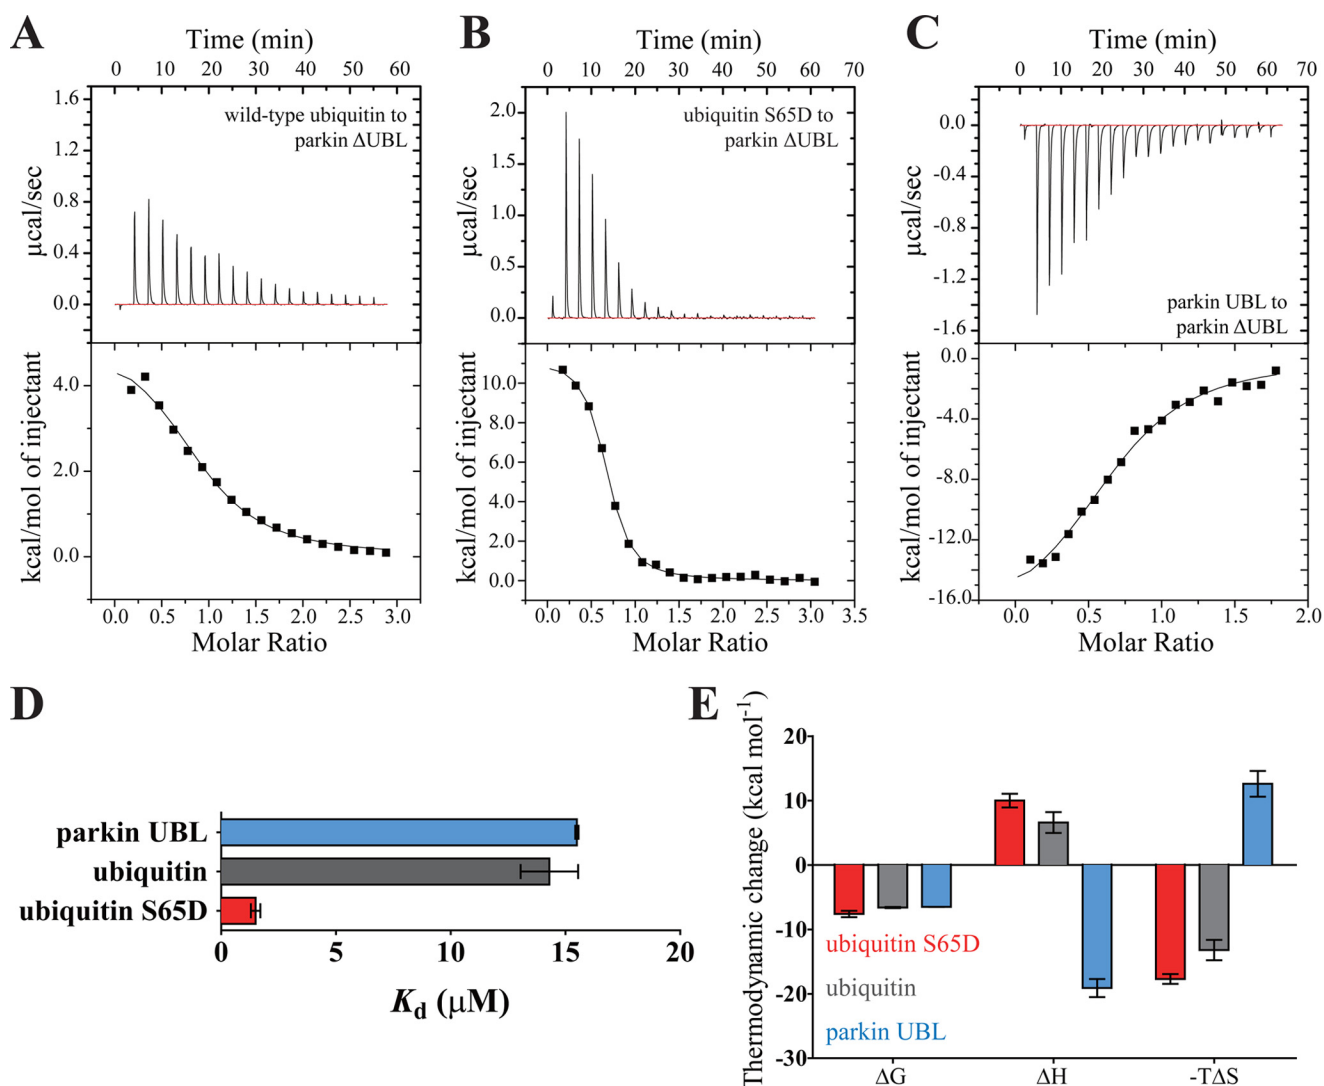 A
Time (min)
0 10 20 30 40 50 60
1.6
1.2
0.8
0.4
0.0
μcal/sec
wild-type ubiquitin to
parkin ΔUBL
4.0
2.0
0.0
kcal/mol of injectant
0.0 0.5 1.0 1.5 2.0 2.5 3.0
Molar Ratio
B
Time (min)
0 10 20 30 40 50 60 70
2.0
1.5
1.0
0.5
0.0
μcal/sec
ubiquitin S65D to
parkin ΔUBL
10.0
8.0
6.0
4.0
2.0
0.0
kcal/mol of injectant
0.0 0.5 1.0 1.5 2.0 2.5 3.0 3.5
Molar Ratio
C
Time (min)
0 10 20 30 40 50 60 70
0.0
-0.4
-0.8
-1.2
-1.6
μcal/sec
parkin UBL to
parkin ΔUBL
0.0
-4.0
-8.0
-12.0
-16.0
kcal/mol of injectant
0.0 0.5 1.0 1.5 2.0
Molar Ratio
D
parkin UBL
ubiquitin
ubiquitin S65D
0 5 10 15 20
Kd (μM)
E
Thermodynamic change (kcal mol-1)
20
10
0
-10
-20
-30
ubiquitin S65D
ubiquitin
parkin UBL
ΔG ΔH -TΔS